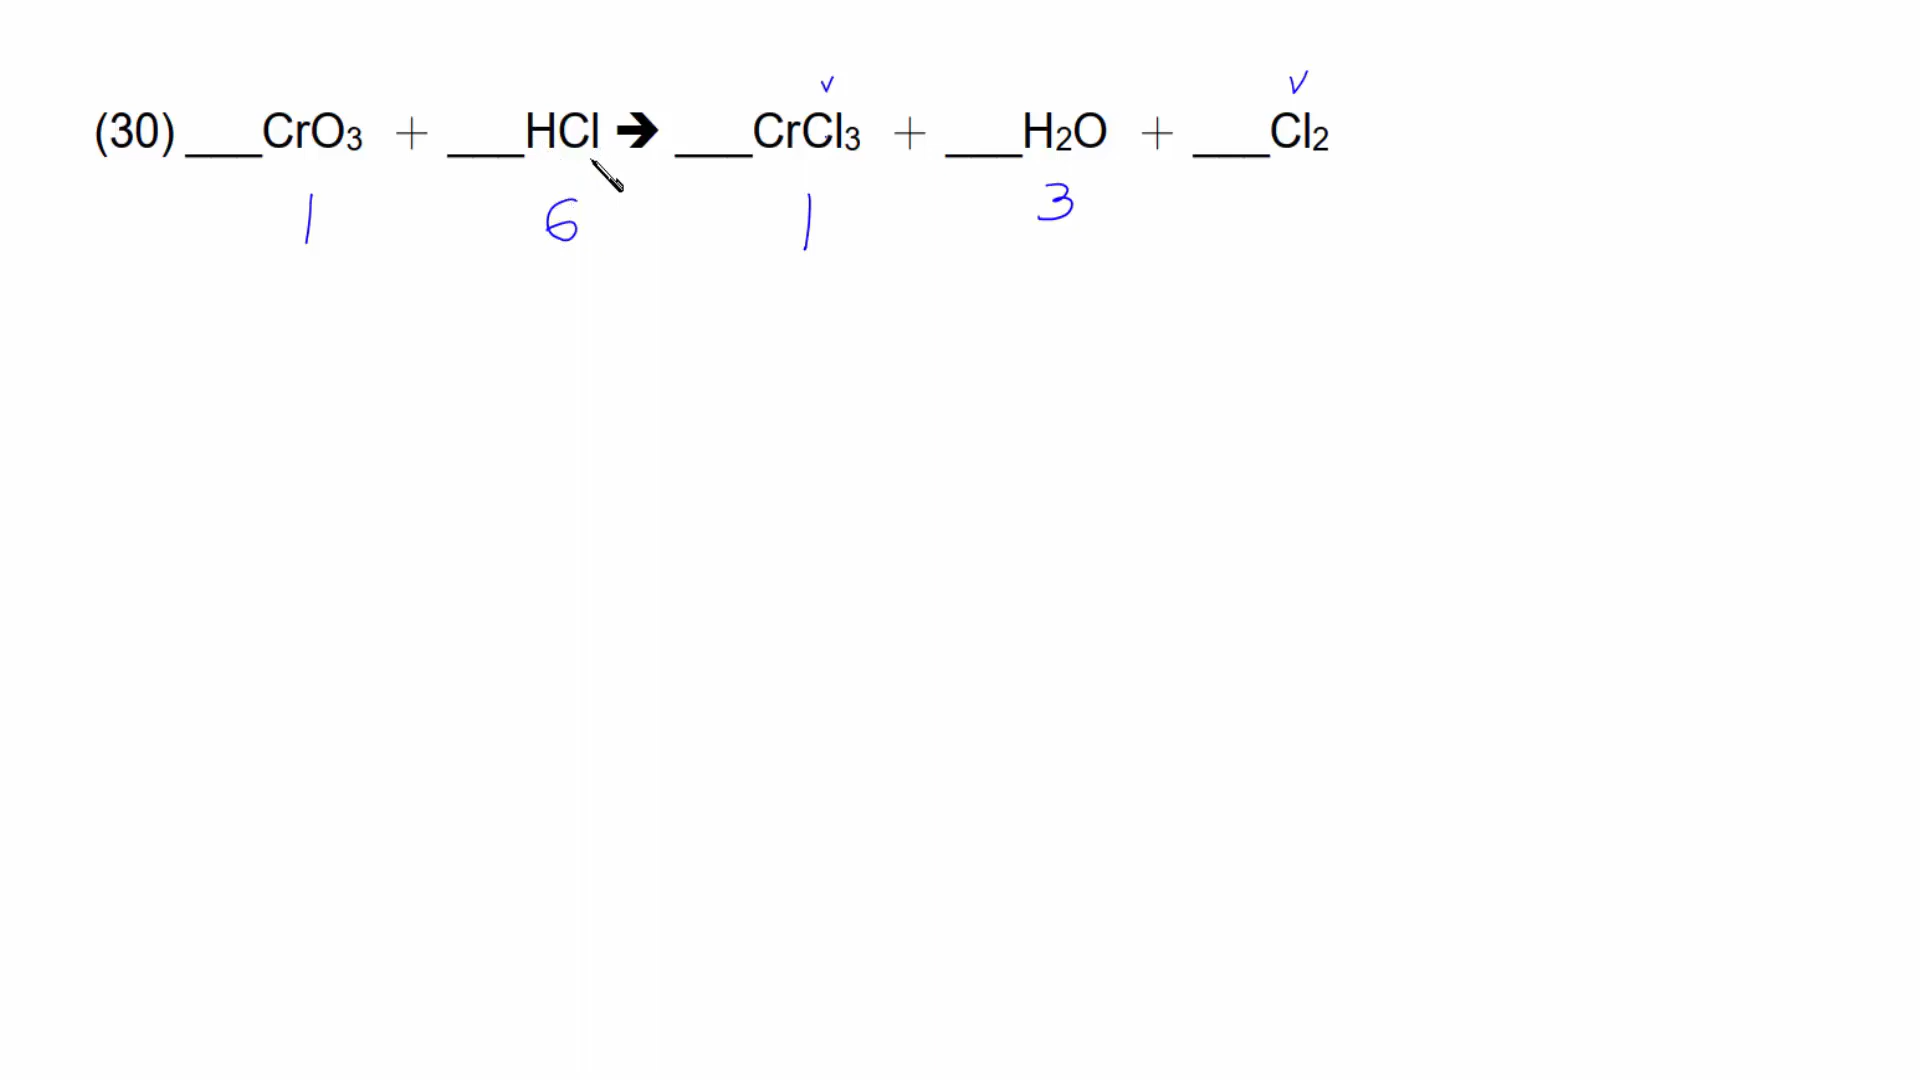 v V
(30) ___CrO3 + ___HCl ➔ ___CrCl3 + ___H2O + ___Cl2
1 6 1 3